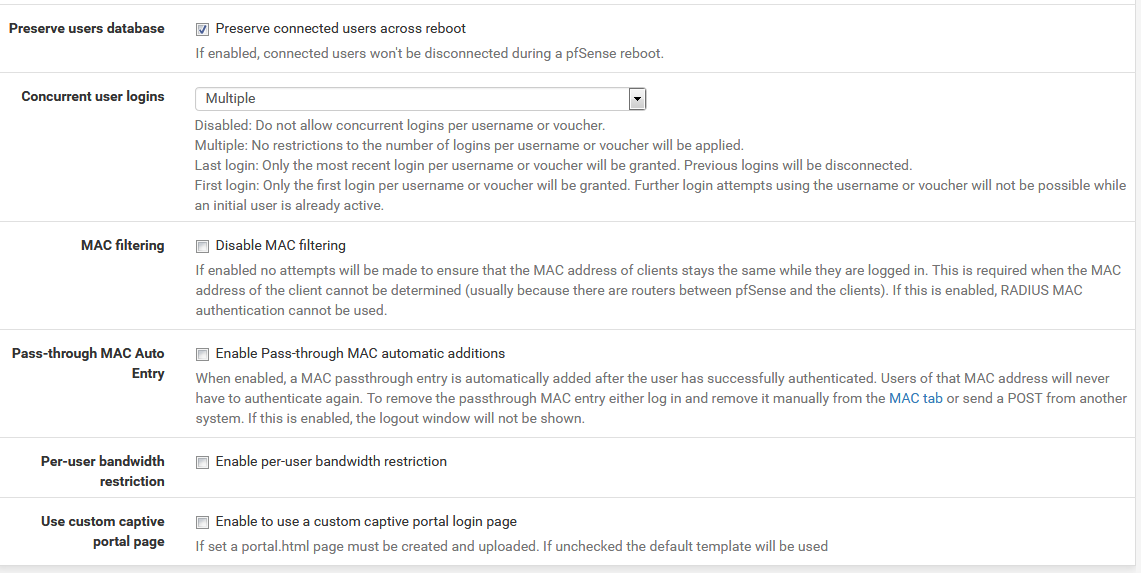 Preserve users database
Preserve connected users across reboot
If enabled, connected users won't be disconnected during a pfSense reboot.
Concurrent user logins
Multiple
Disabled: Do not allow concurrent logins per username or voucher.
Multiple: No restrictions to the number of logins per username or voucher will be applied.
Last login: Only the most recent login per username or voucher will be granted. Previous logins will be disconnected.
First login: Only the first login per username or voucher will be granted. Further login attempts using the username or voucher will not be possible while
an initial user is already active.
MAC filtering
Disable MAC filtering
If enabled no attempts will be made to ensure that the MAC address of clients stays the same while they are logged in. This is required when the MAC
address of the client cannot be determined (usually because there are routers between pfSense and the clients). If this is enabled, RADIUS MAC
authentication cannot be used.
Pass-through MAC Auto
Entry
Enable Pass-through MAC automatic additions
When enabled, a MAC passthrough entry is automatically added after the user has successfully authenticated. Users of that MAC address will never
have to authenticate again. To remove the passthrough MAC entry either log in and remove it manually from the MAC tab or send a POST from another
system. If this is enabled, the logout window will not be shown.
Per-user bandwidth
restriction
Enable per-user bandwidth restriction
Use custom captive
portal page
Enable to use a custom captive portal login page
If set a portal.html page must be created and uploaded. If unchecked the default template will be used